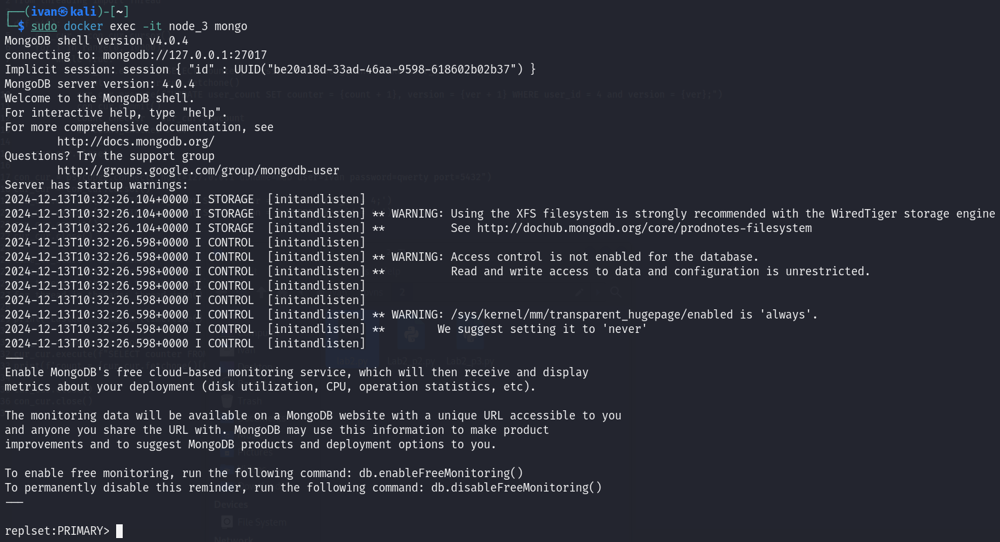 ┌──(ivan㉿kali)-[~]
└─$ sudo docker exec -it node_3 mongo
MongoDB shell version v4.0.4
connecting to: mongodb://127.0.0.1:27017
Implicit session: session { "id" : UUID("be20a18d-33ad-46aa-9598-618602b02b37") }
MongoDB server version: 4.0.4
Welcome to the MongoDB shell.
For interactive help, type "help".
For more comprehensive documentation, see
        http://docs.mongodb.org/
Questions? Try the support group
        http://groups.google.com/group/mongodb-user
Server has startup warnings:
2024-12-13T10:32:26.104+0000 I STORAGE  [initandlisten]
2024-12-13T10:32:26.104+0000 I STORAGE  [initandlisten] ** WARNING: Using the XFS filesystem is strongly recommended with the WiredTiger storage engine
2024-12-13T10:32:26.104+0000 I STORAGE  [initandlisten] **          See http://dochub.mongodb.org/core/prodnotes-filesystem
2024-12-13T10:32:26.598+0000 I CONTROL  [initandlisten]
2024-12-13T10:32:26.598+0000 I CONTROL  [initandlisten] ** WARNING: Access control is not enabled for the database.
2024-12-13T10:32:26.598+0000 I CONTROL  [initandlisten] **          Read and write access to data and configuration is unrestricted.
2024-12-13T10:32:26.598+0000 I CONTROL  [initandlisten]
2024-12-13T10:32:26.598+0000 I CONTROL  [initandlisten]
2024-12-13T10:32:26.598+0000 I CONTROL  [initandlisten] ** WARNING: /sys/kernel/mm/transparent_hugepage/enabled is 'always'.
2024-12-13T10:32:26.598+0000 I CONTROL  [initandlisten] **        We suggest setting it to 'never'
2024-12-13T10:32:26.598+0000 I CONTROL  [initandlisten]
---
Enable MongoDB's free cloud-based monitoring service, which will then receive and display
metrics about your deployment (disk utilization, CPU, operation statistics, etc).

The monitoring data will be available on a MongoDB website with a unique URL accessible to you
and anyone you share the URL with. MongoDB may use this information to make product
improvements and to suggest MongoDB products and deployment options to you.

To enable free monitoring, run the following command: db.enableFreeMonitoring()
To permanently disable this reminder, run the following command: db.disableFreeMonitoring()
---

replset:PRIMARY>